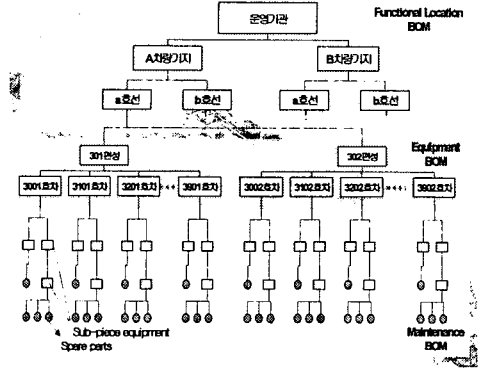 운영기관
Functional Location
BOM
A차량기지
B차량기지
a호선
b호선
a호선
b호선
301편성
302편성
Equipment
BOM
3001호차
3101호차
3201호차
3901호차
3002호차
3102호차
3202호차
3902호차
Sub-piece equipment
Spare parts
Maintenance
BOM